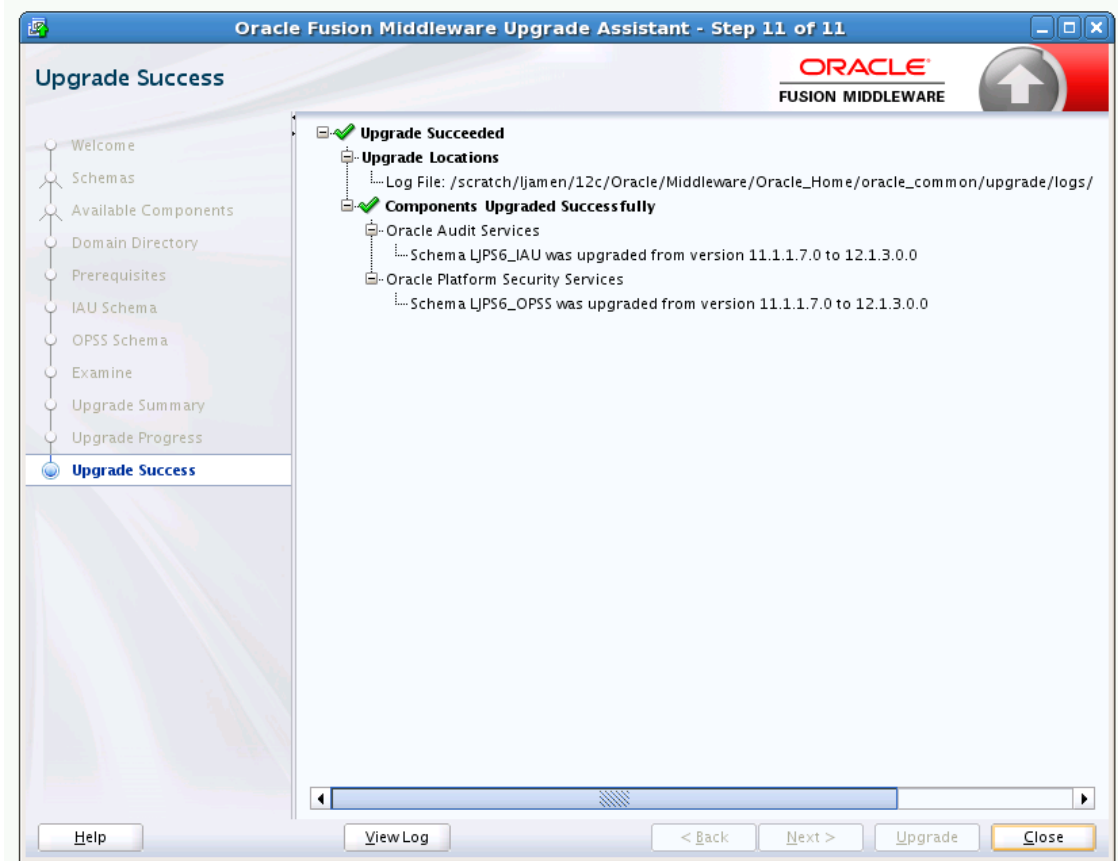 Oracle Fusion Middleware Upgrade Assistant - Step 11 of 11
Upgrade Success
ORACLE
FUSION MIDDLEWARE
Welcome
Schemas
Available Components
Domain Directory
Prerequisites
IAU Schema
OPSS Schema
Examine
Upgrade Summary
Upgrade Progress
Upgrade Success
Upgrade Succeeded
Upgrade Locations
Log File: /scratch/ljamen/12c/Oracle/Middleware/Oracle_Home/oracle_common/upgrade/logs/
Components Upgraded Successfully
Oracle Audit Services
Schema LJPS6_IAU was upgraded from version 11.1.1.7.0 to 12.1.3.0.0
Oracle Platform Security Services
Schema LJPS6_OPSS was upgraded from version 11.1.1.7.0 to 12.1.3.0.0
Help
View Log
< Back
Next >
Upgrade
Close